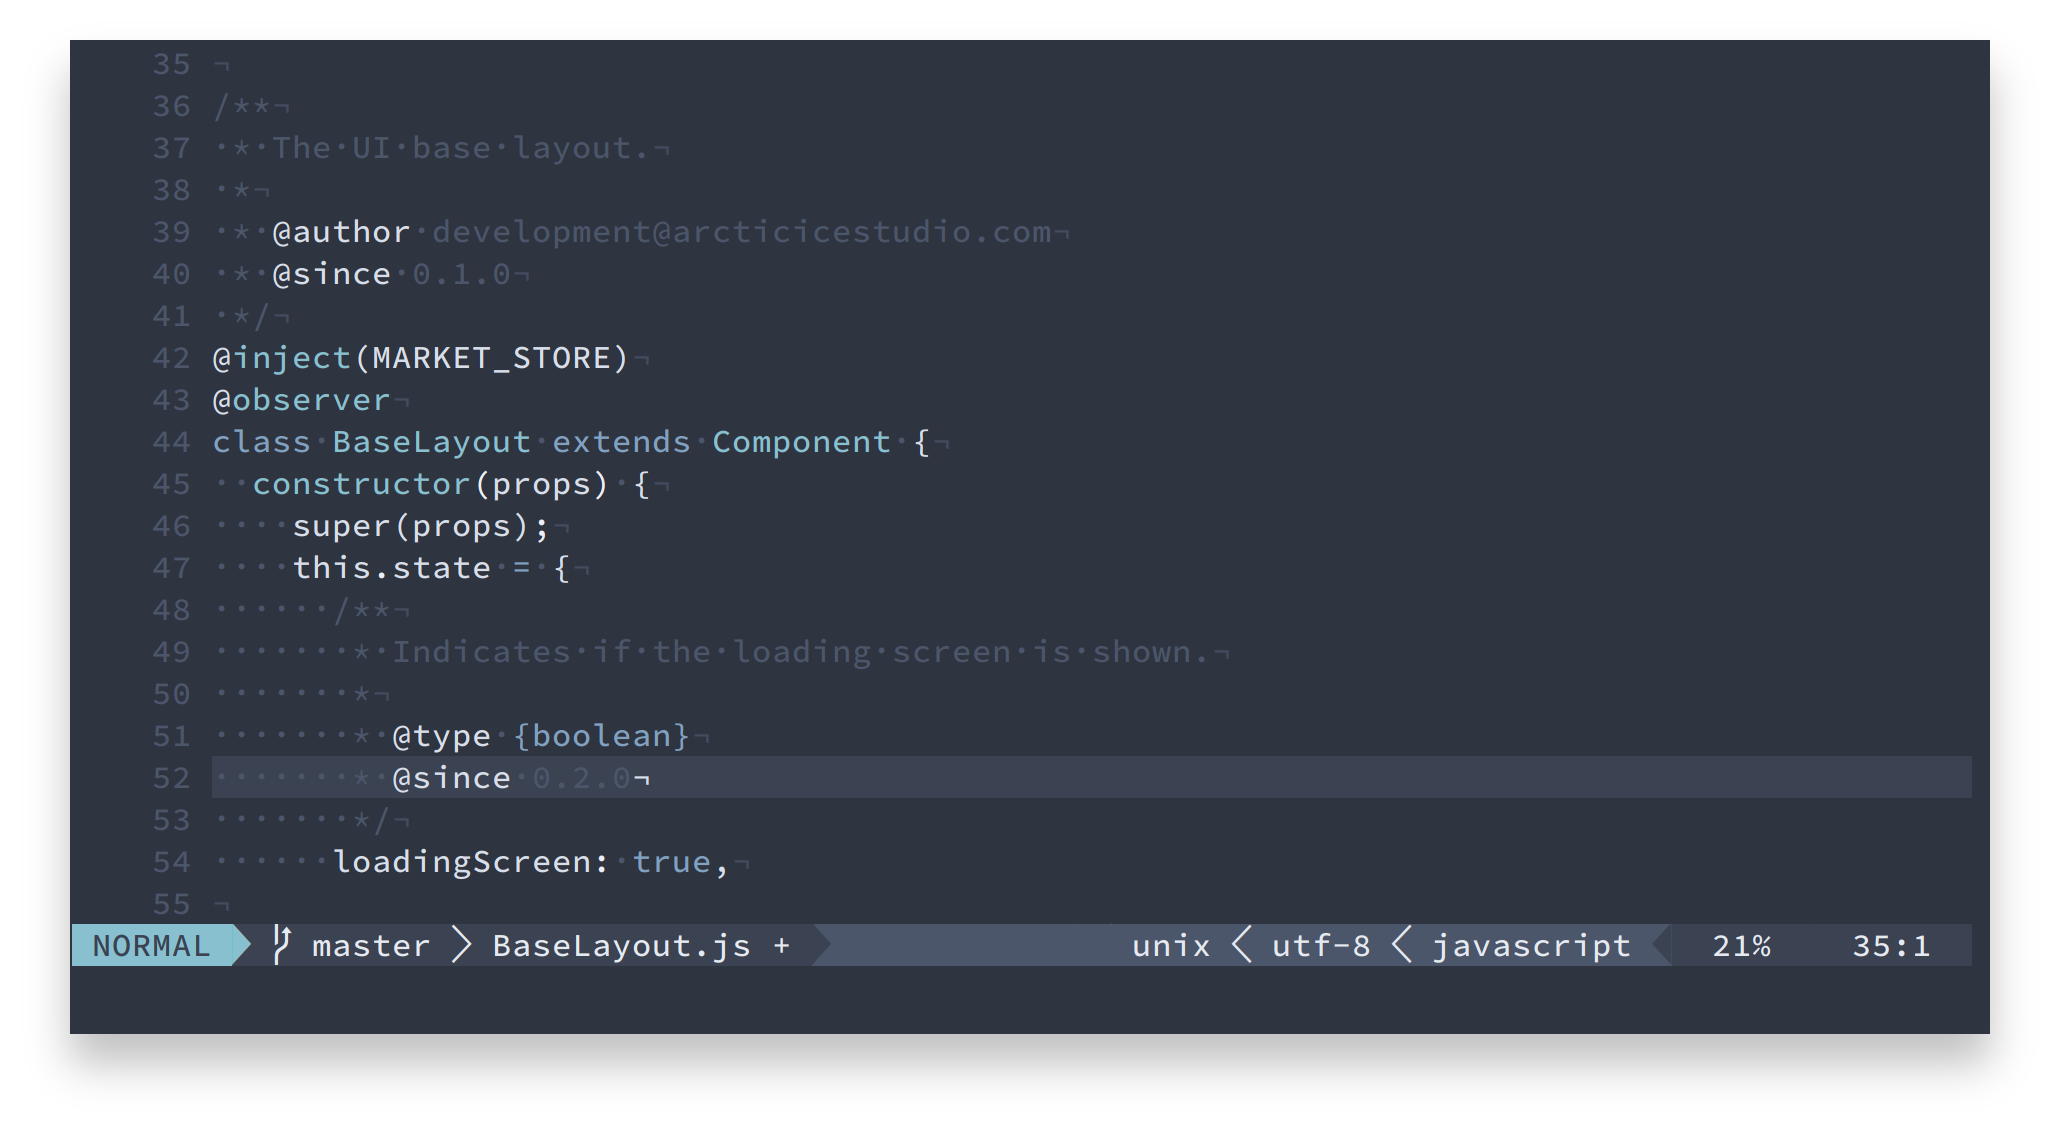 35 ¬
36 /**¬
37 ·*·The·UI·base·layout.¬
38 ·*¬
39 ·*·@author·development@arcticicestudio.com¬
40 ·*·@since·0.1.0¬
41 ·*/¬
42 @inject(MARKET_STORE)¬
43 @observer¬
44 class·BaseLayout·extends·Component·{¬
45 ··constructor(props)·{¬
46 ····super(props);¬
47 ····this.state·=·{¬
48 ······/**¬
49 ·······*·Indicates·if·the·loading·screen·is·shown.¬
50 ·······*¬
51 ·······*·@type·{boolean}¬
52 ·······*·@since·0.2.0¬
53 ·······*/¬
54 ······loadingScreen:·true,¬
55 ¬
NORMAL master BaseLayout.js + unix utf-8 javascript 21% 35:1